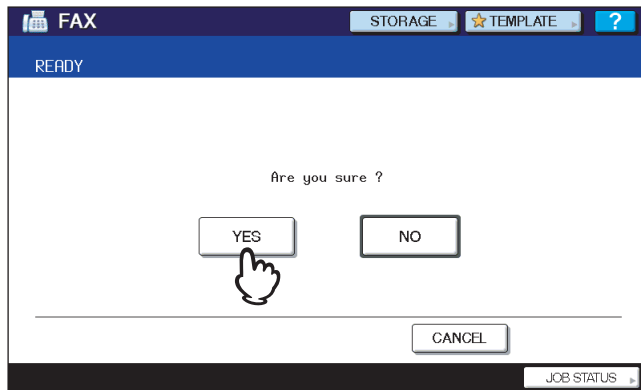 FAX STORAGE TEMPLATE ?
READY
Are you sure ?
YES NO
CANCEL
JOB STATUS